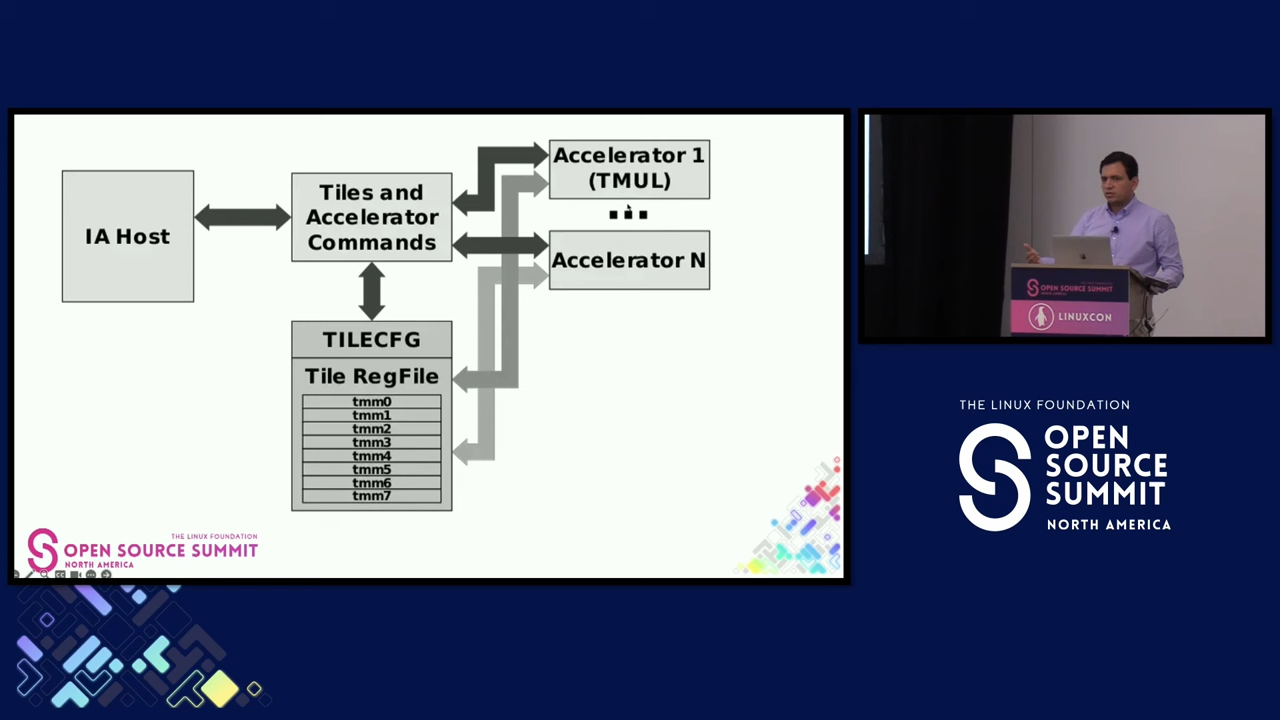 IA Host
Tiles and
Accelerator
Commands
Accelerator 1
(TMUL)
Accelerator N
TILECFG
Tile RegFile
tmm0
tmm1
tmm2
tmm3
tmm4
tmm5
tmm6
tmm7
THE LINUX FOUNDATION
OPEN SOURCE SUMMIT
NORTH AMERICA
OPEN SOURCE SUMMIT
LINUXCON
THE LINUX FOUNDATION
OPEN
SOURCE
SUMMIT
NORTH AMERICA